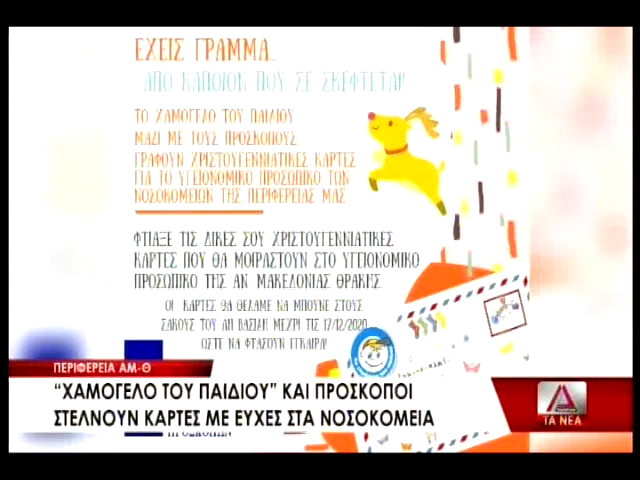 ΕΧΕΙΣ ΓΡΑΜΜΑ...
ΑΠΟ ΚΑΠΟΙΟΝ ΠΟΥ ΣΕ ΣΚΕΦΤΕΤΑΙ!
ΤΟ ΧΑΜΟΓΕΛΟ ΤΟΥ ΠΑΙΔΙΟΥ
ΜΑΖΙ ΜΕ ΤΟΥΣ ΠΡΟΣΚΟΠΟΥΣ
ΓΡΑΦΟΥΝ ΧΡΙΣΤΟΥΓΕΝΝΙΑΤΙΚΕΣ ΚΑΡΤΕΣ
ΓΙΑ ΤΟ ΥΓΕΙΟΝΟΜΙΚΟ ΠΡΟΣΩΠΙΚΟ ΤΩΝ
ΝΟΣΟΚΟΜΕΙΩΝ ΤΗΣ ΠΕΡΙΦΕΡΕΙΑΣ ΜΑΣ
ΦΤΙΑΞΕ ΤΙΣ ΔΙΚΕΣ ΣΟΥ ΧΡΙΣΤΟΥΓΕΝΝΙΑΤΙΚΕΣ
ΚΑΡΤΕΣ ΠΟΥ ΘΑ ΜΟΙΡΑΣΤΟΥΝ ΣΤΟ ΥΓΕΙΟΝΟΜΙΚΟ
ΠΡΟΣΩΠΙΚΟ ΤΗΣ ΑΝ ΜΑΚΕΔΟΝΙΑΣ ΘΡΑΚΗΣ
ΟΙ ΚΑΡΤΕΣ ΘΑ ΘΕΛΑΜΕ ΝΑ ΜΠΟΥΝΕ ΣΤΟΥΣ
ΣΑΚΟΥΣ ΤΟΥ ΑΗ ΒΑΣΙΛΗ ΜΕΧΡΙ ΤΙΣ 17/12/2020
ΩΣΤΕ ΝΑ ΦΤΑΣΟΥΝ ΕΓΚΑΙΡΑ!
ΠΕΡΙΦΕΡΕΙΑ ΑΜ-Θ
"ΧΑΜΟΓΕΛΟ ΤΟΥ ΠΑΙΔΙΟΥ" ΚΑΙ ΠΡΟΣΚΟΠΟΙ
ΣΤΕΛΝΟΥΝ ΚΑΡΤΕΣ ΜΕ ΕΥΧΕΣ ΣΤΑ ΝΟΣΟΚΟΜΕΙΑ
ΤΑ ΝΕΑ